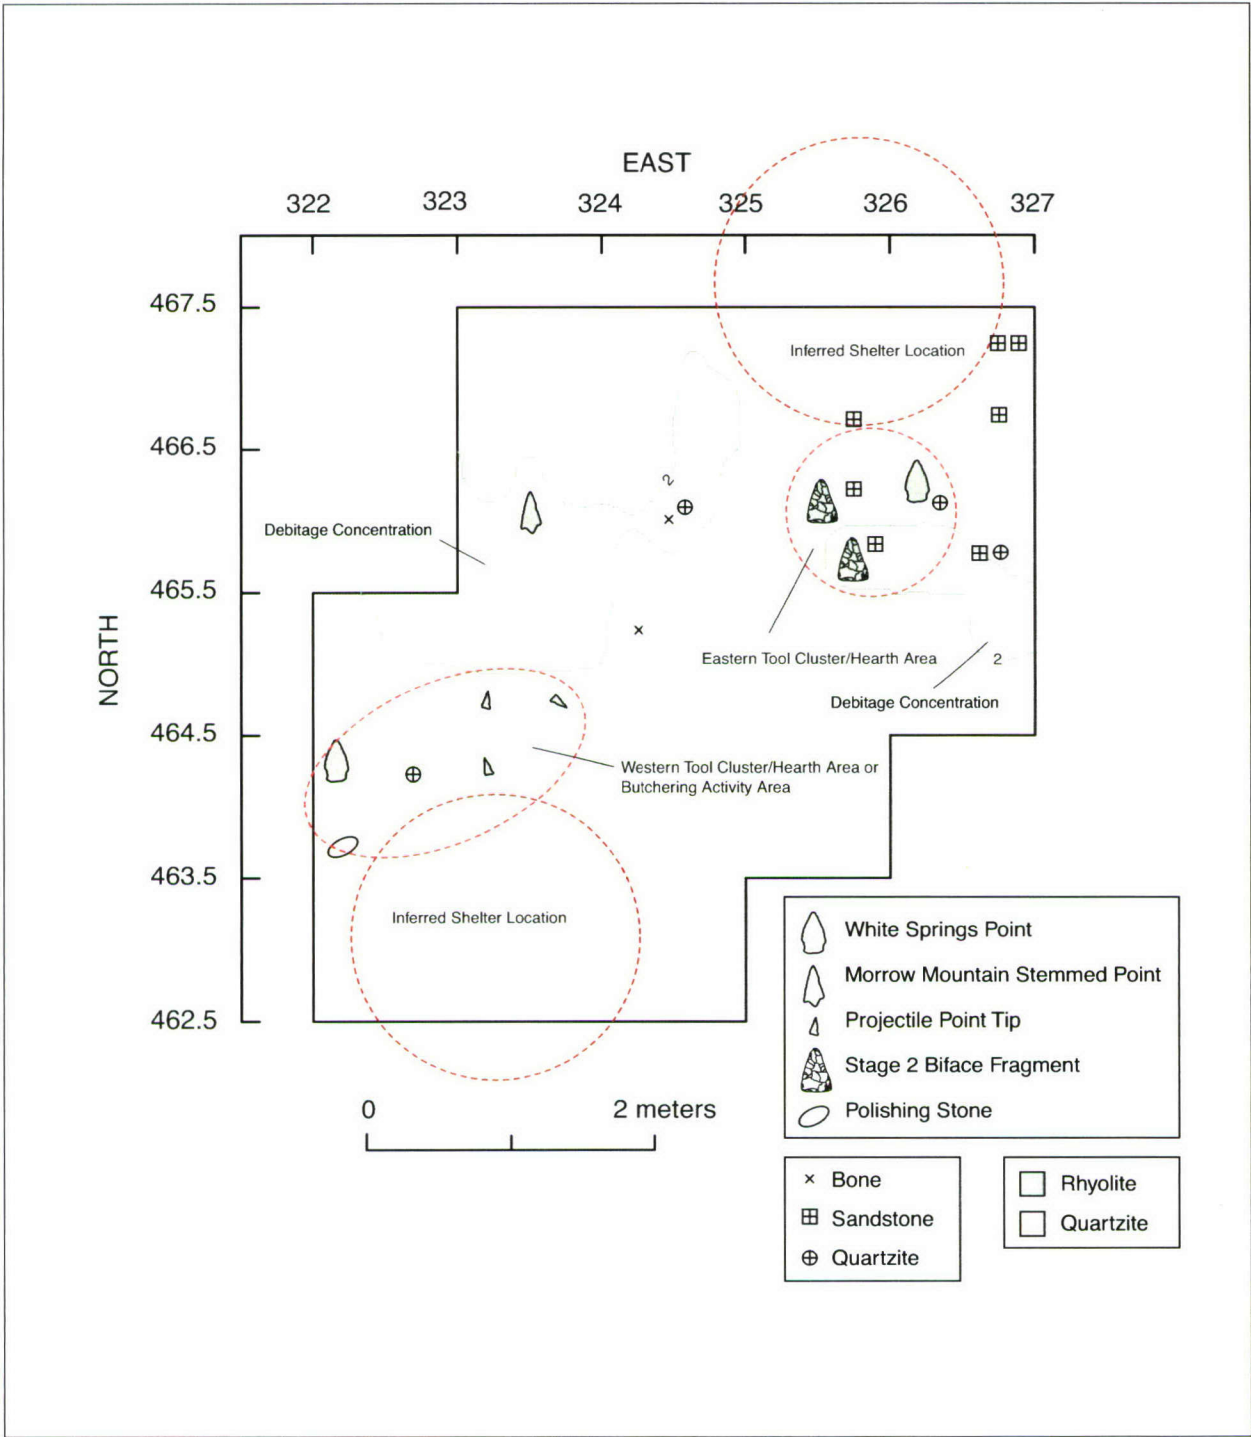 EAST
322 323 324 325 326 327
467.5
Inferred Shelter Location
466.5
2
Debitage Concentration
465.5
NORTH
Eastern Tool Cluster/Hearth Area
2
Debitage Concentration
464.5
Western Tool Cluster/Hearth Area or
Butchering Activity Area
463.5
Inferred Shelter Location
462.5
0 2 meters
White Springs Point
Morrow Mountain Stemmed Point
Projectile Point Tip
Stage 2 Biface Fragment
Polishing Stone
Bone
Sandstone
Quartzite
Rhyolite
Quartzite